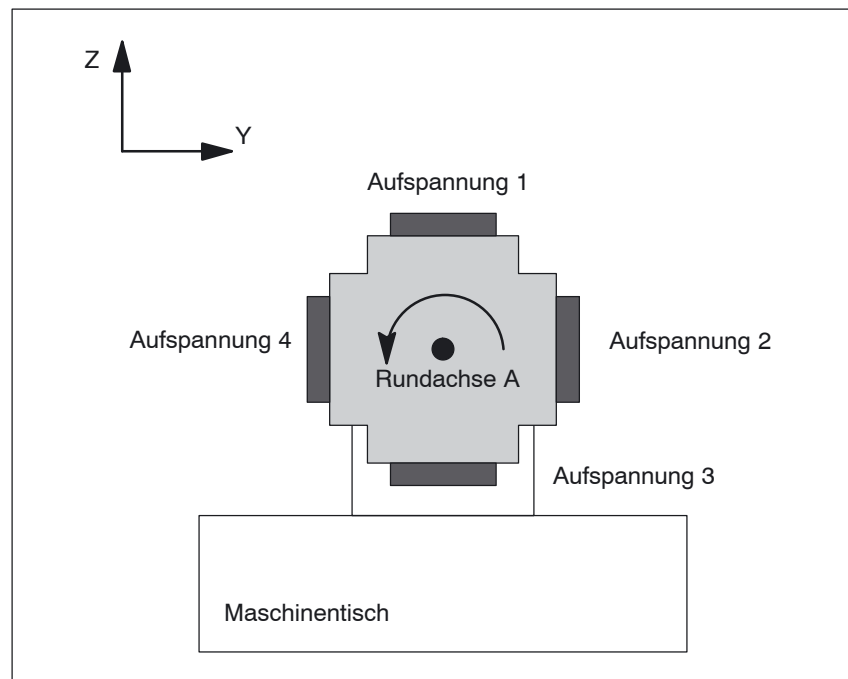 Z
Y
Aufspannung 1
Aufspannung 4
Aufspannung 2
Rundachse A
Aufspannung 3
Maschinentisch